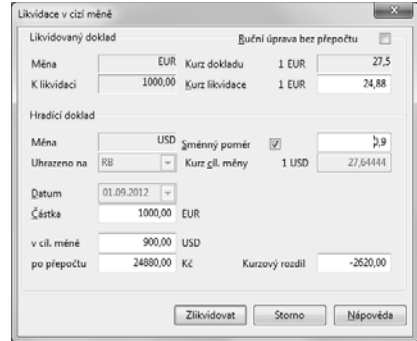 Likvidace v cizí měně
Likvidovaný doklad Ruční úprava bez přepočtu
Měna EUR Kurz dokladu 1 EUR 27,5
K likvidaci 1000,00 Kurz likvidace 1 EUR 24,88
Hradící doklad
Měna USD Směnný poměr 0,9
Uhrazeno na RB Kurz cíl. měny 1 USD 27,64444
Datum 01.09.2012
Částka 1000,00 EUR
v cíl. měně 900,00 USD
po přepočtu 24880,00 Kč Kurzový rozdíl -2620,00
Zlikvidovat Storno Nápověda